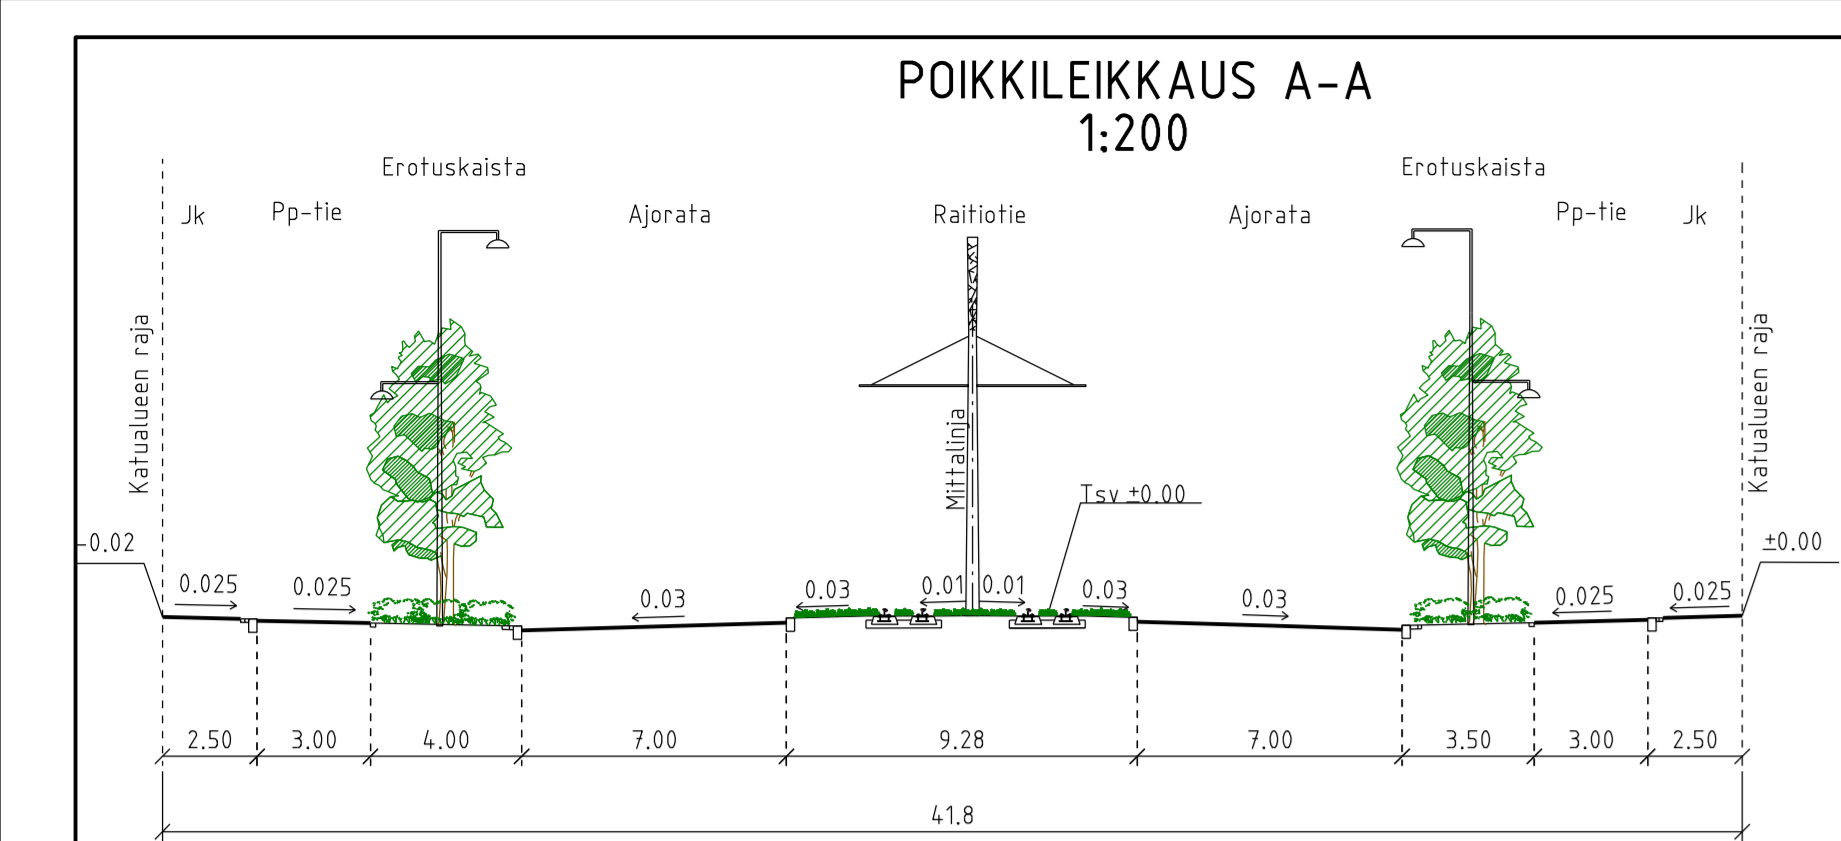 POIKKILEIKKAUS A-A
1:200
Erotuskaista
Erotuskaista
Jk
Pp-tie
Ajorata
Raitiotie
Ajorata
Pp-tie
Jk
Katualueen raja
Mittalinja
Katualueen raja
Tsv ±0.00
-0.02
±0.00
0.025
0.025
0.03
0.03
0.01
0.01
0.03
0.03
0.025
0.025
2.50
3.00
4.00
7.00
9.28
7.00
3.50
3.00
2.50
41.8